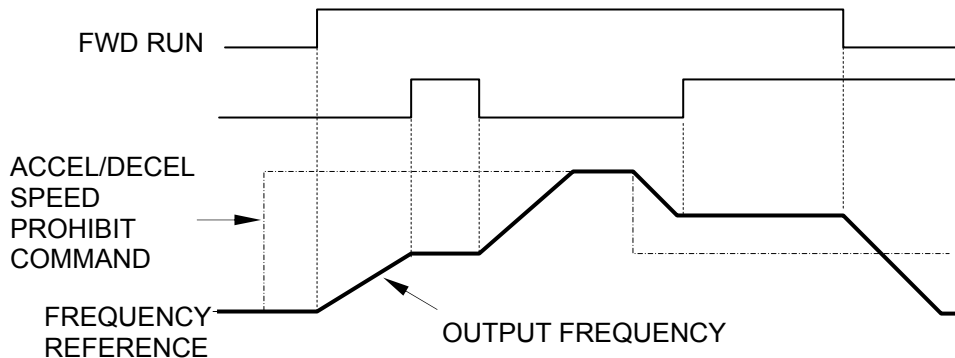 FWD RUN
ACCEL/DECEL
SPEED
PROHIBIT
COMMAND
FREQUENCY
REFERENCE
OUTPUT FREQUENCY